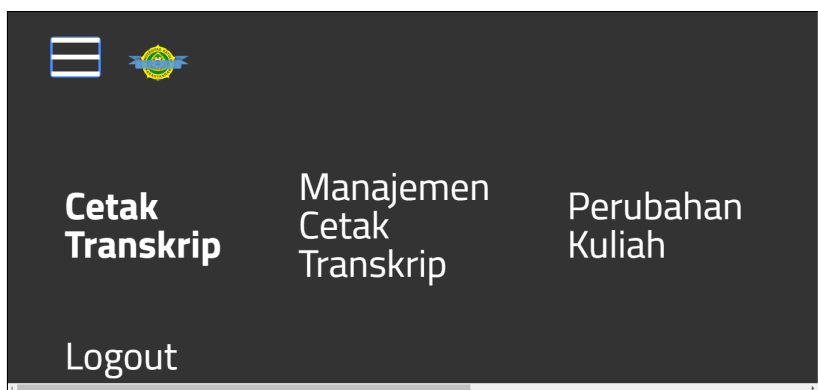 Cetak
Transkrip
Manajemen
Cetak
Transkrip
Perubahan
Kuliah
Logout